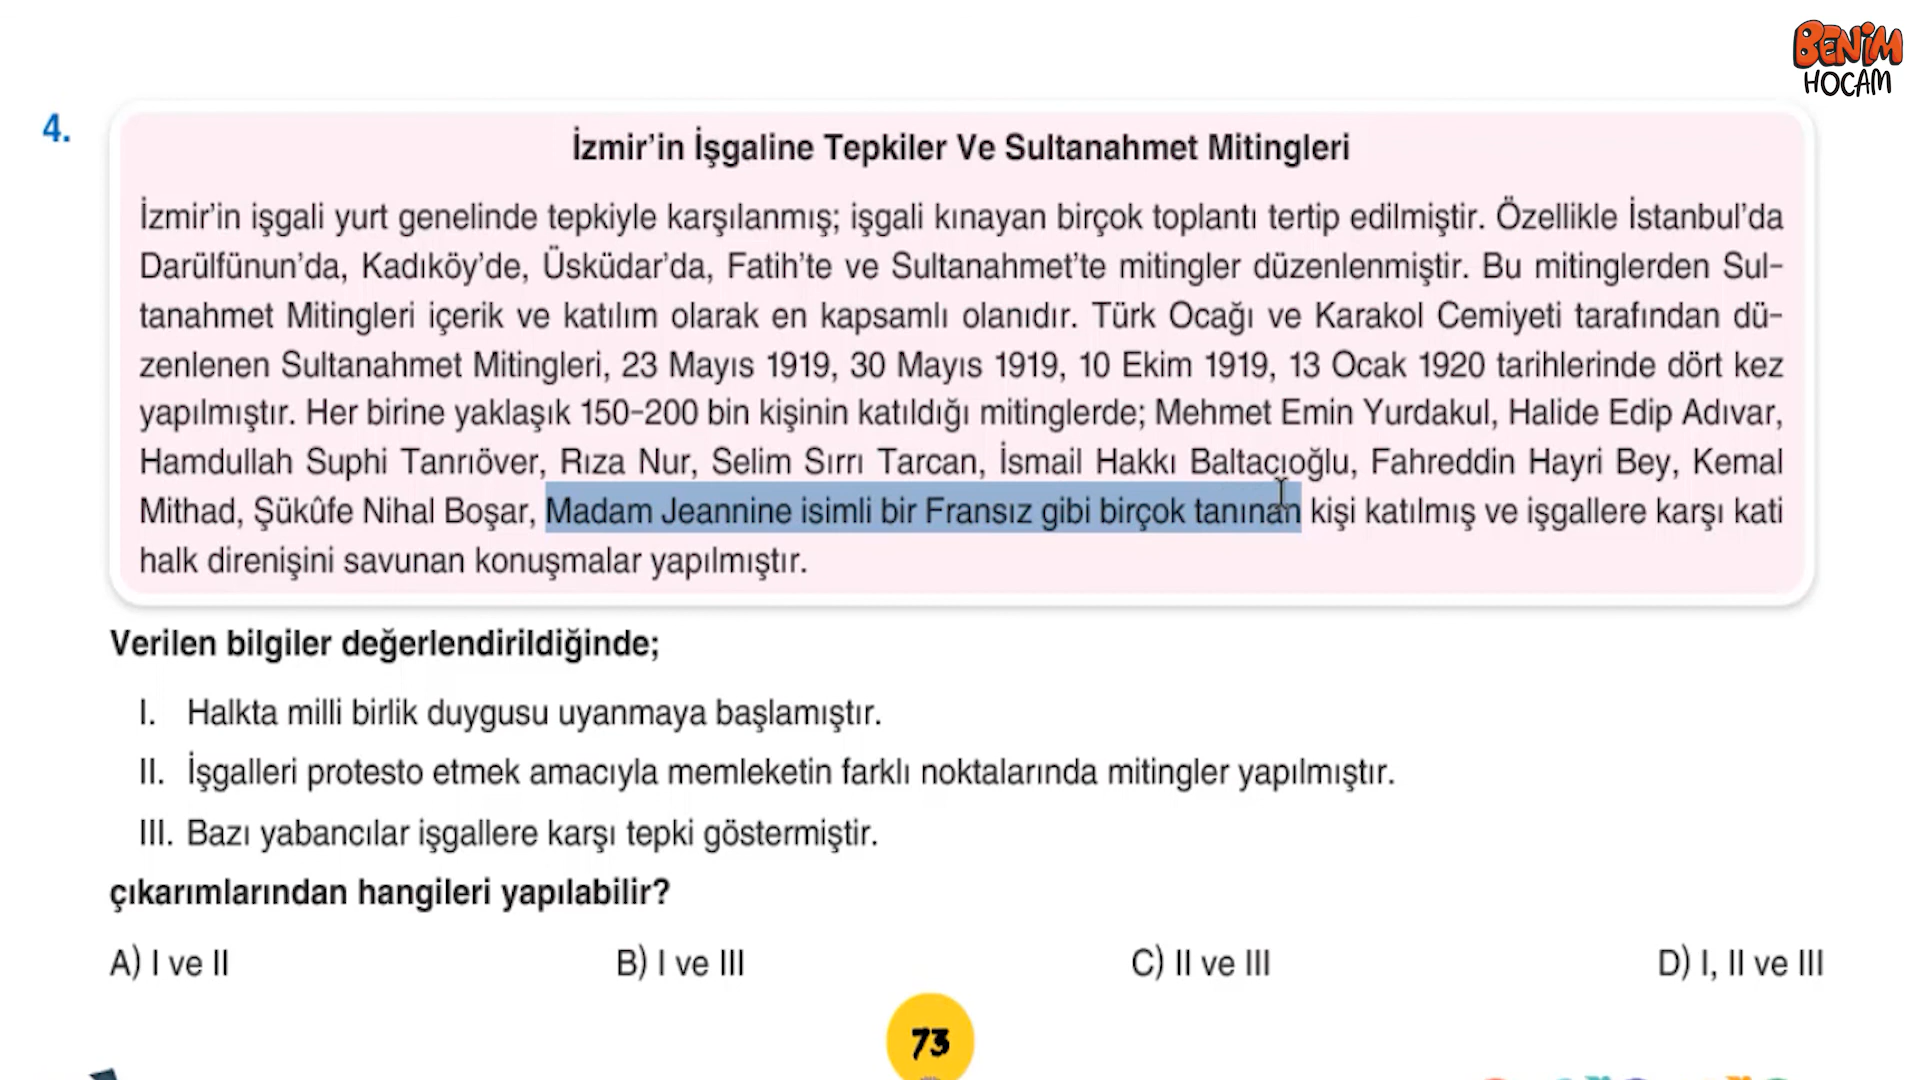 BENİM
HOCAM
4.
İzmir'in İşgaline Tepkiler Ve Sultanahmet Mitingleri
İzmir'in işgali yurt genelinde tepkiyle karşılanmış; işgali kınayan birçok toplantı tertip edilmiştir. Özellikle İstanbul'da
Darülfünun'da, Kadıköy'de, Üsküdar'da, Fatih'te ve Sultanahmet'te mitingler düzenlenmiştir. Bu mitinglerden Sul-
tanahmet Mitingleri içerik ve katılım olarak en kapsamlı olanıdır. Türk Ocağı ve Karakol Cemiyeti tarafından dü-
zenlenen Sultanahmet Mitingleri, 23 Mayıs 1919, 30 Mayıs 1919, 10 Ekim 1919, 13 Ocak 1920 tarihlerinde dört kez
yapılmıştır. Her birine yaklaşık 150-200 bin kişinin katıldığı mitinglerde; Mehmet Emin Yurdakul, Halide Edip Adıvar,
Hamdullah Suphi Tanrıöver, Rıza Nur, Selim Sırrı Tarcan, İsmail Hakkı Baltacıoğlu, Fahreddin Hayri Bey, Kemal
Mithad, Şükûfe Nihal Boşar, Madam Jeannine isimli bir Fransız gibi birçok tanınan kişi katılmış ve işgallere karşı kati
halk direnişini savunan konuşmalar yapılmıştır.
Verilen bilgiler değerlendirildiğinde;
I. Halkta milli birlik duygusu uyanmaya başlamıştır.
II. İşgalleri protesto etmek amacıyla memleketin farklı noktalarında mitingler yapılmıştır.
III. Bazı yabancılar işgallere karşı tepki göstermiştir.
çıkarımlarından hangileri yapılabilir?
A) I ve II B) I ve III C) II ve III D) I, II ve III
73